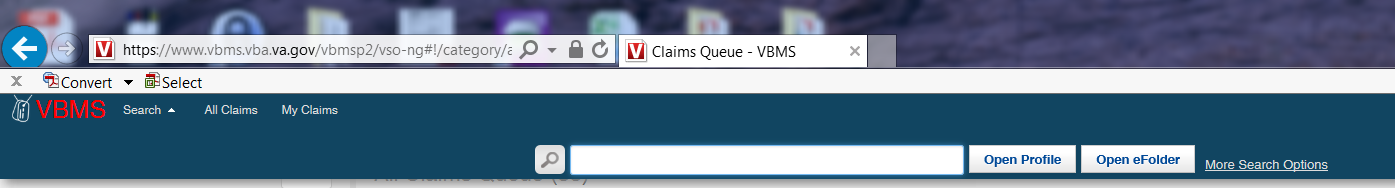 https://www.vbms.vba.va.gov/vbmsp2/vso-ng#!/category/a
Claims Queue - VBMS
x Convert Select
VBMS Search All Claims My Claims
Open Profile Open eFolder More Search Options